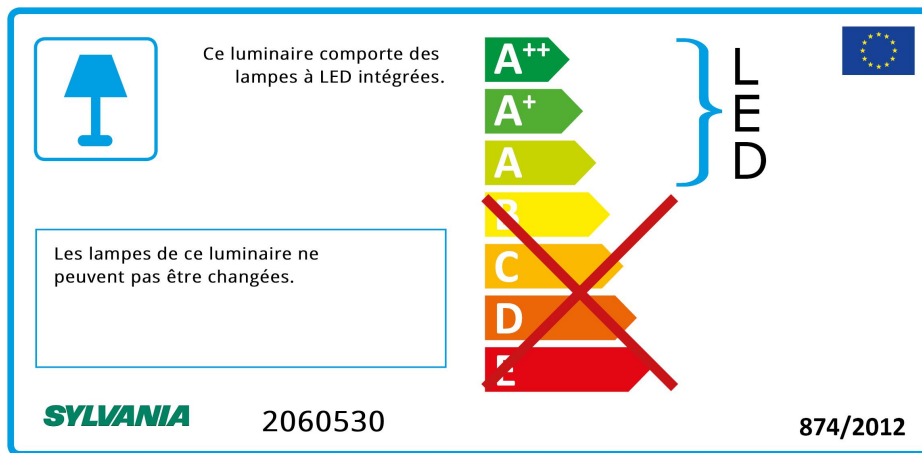 Ce luminaire comporte des
lampes à LED intégrées.
A++
A+
A
B
C
D
E
L
E
D
Les lampes de ce luminaire ne
peuvent pas être changées.
SYLVANIA
2060530
874/2012